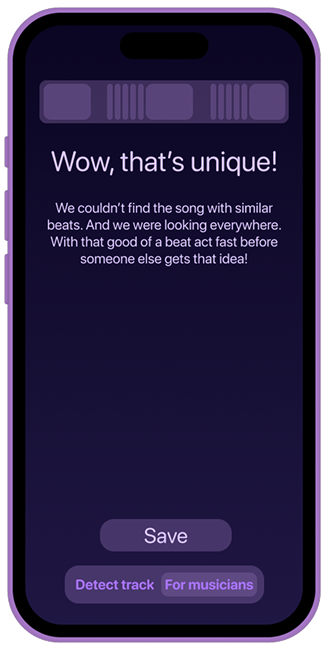 Wow, that’s unique!
We couldn’t find the song with similar
beats. And we were looking everywhere.
With that good of a beat act fast before
someone else gets that idea!
Save
Detect track For musicians